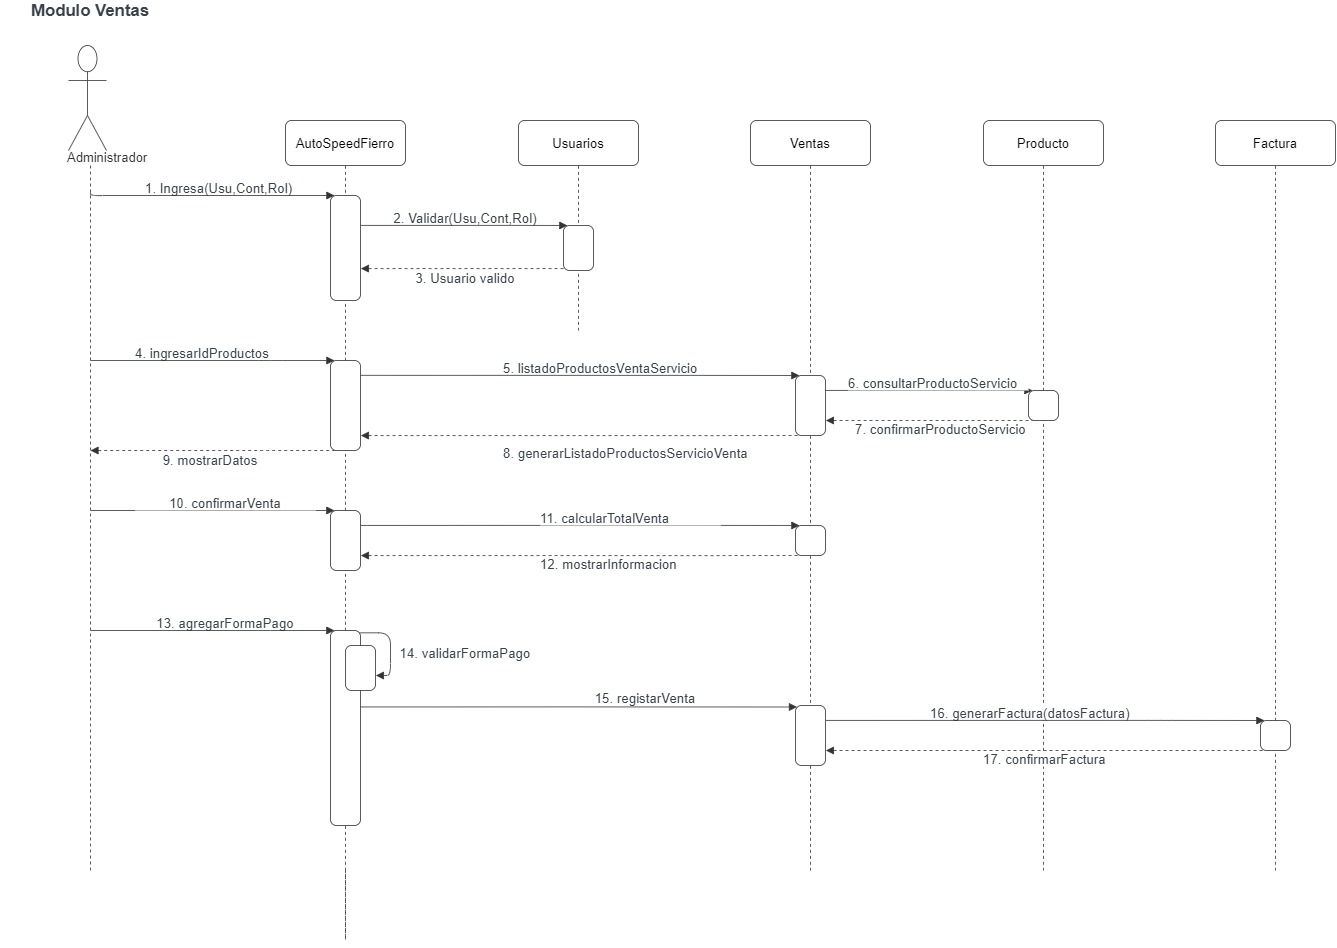 Modulo Ventas
Administrador
AutoSpeedFierro
Usuarios
Ventas
Producto
Factura
1. Ingresa(Usu,Cont,Rol)
2. Validar(Usu,Cont,Rol)
3. Usuario valido
4. ingresarIdProductos
5. listadoProductosVentaServicio
6. consultarProductoServicio
7. confirmarProductoServicio
8. generarListadoProductosServicioVenta
9. mostrarDatos
10. confirmarVenta
11. calcularTotalVenta
12. mostrarInformacion
13. agregarFormaPago
14. validarFormaPago
15. registarVenta
16. generarFactura(datosFactura)
17. confirmarFactura